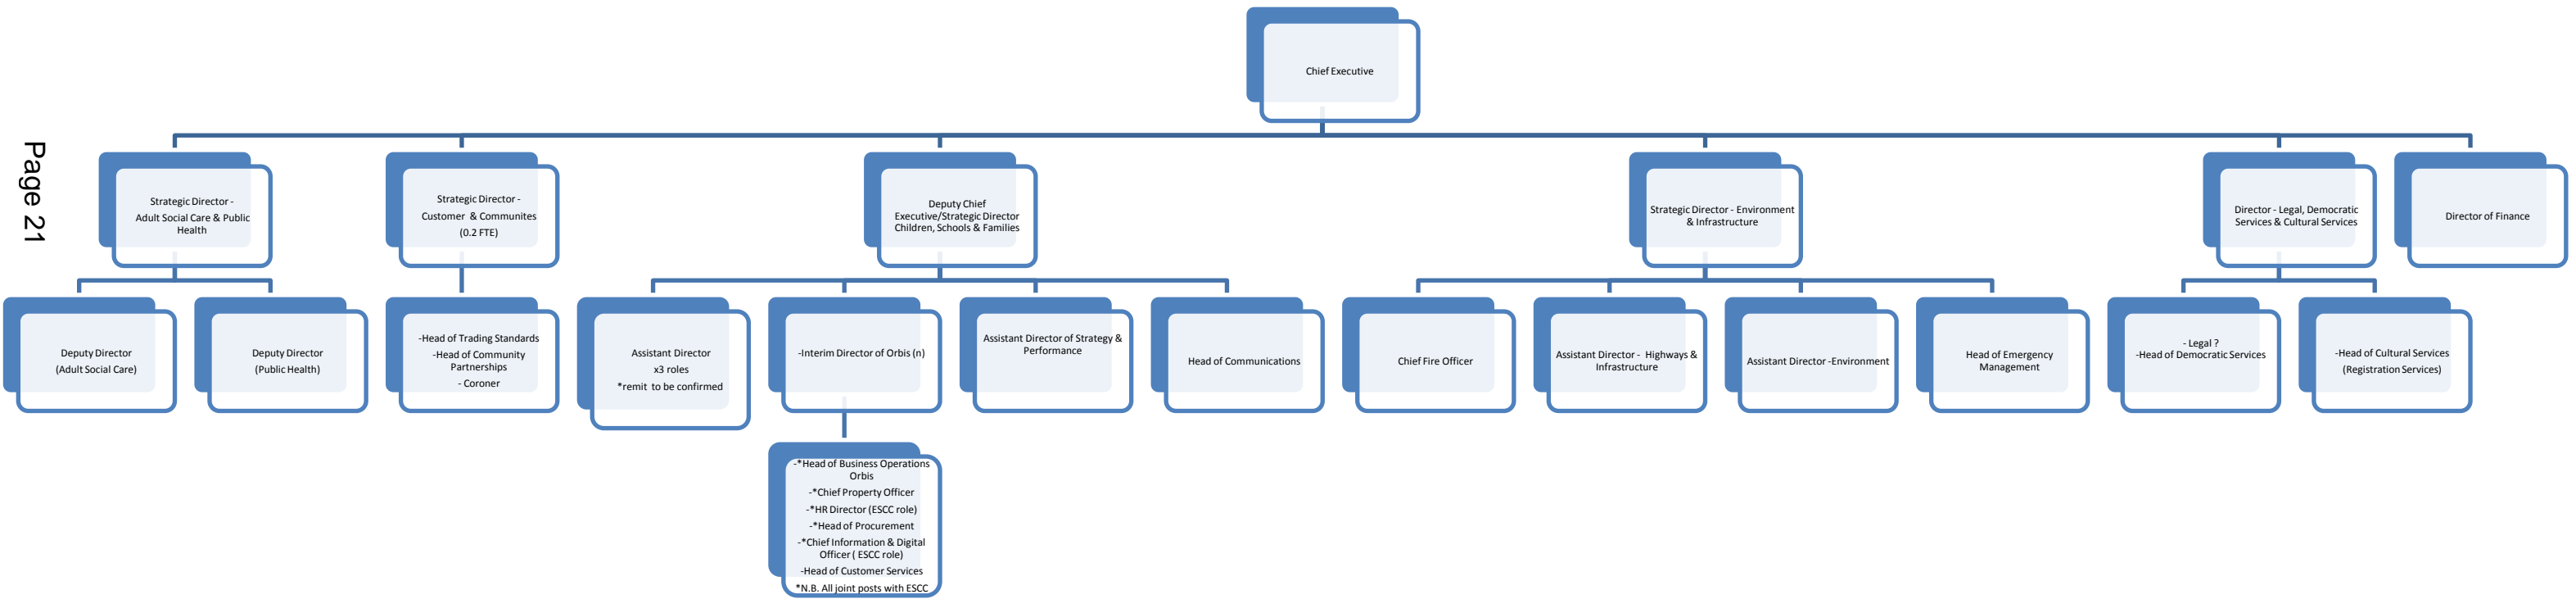 Chief Executive
Page 21
Strategic Director -
Adult Social Care & Public
Health
Strategic Director -
Customer & Communites
(0.2 FTE)
Deputy Chief
Executive/Strategic Director
Children, Schools & Families
Strategic Director - Environment
& Infrastructure
Director - Legal, Democratic
Services & Cultural Services
Director of Finance
Deputy Director
(Adult Social Care)
Deputy Director
(Public Health)
-Head of Trading Standards
-Head of Community
Partnerships
- Coroner
Assistant Director
x3 roles
*remit to be confirmed
-Interim Director of Orbis (n)
Assistant Director of Strategy &
Performance
Head of Communications
Chief Fire Officer
Assistant Director - Highways &
Infrastructure
Assistant Director -Environment
Head of Emergency
Management
- Legal ?
-Head of Democratic Services
-Head of Cultural Services
(Registration Services)
-*Head of Business Operations
Orbis
-*Chief Property Officer
-*HR Director (ESCC role)
-*Head of Procurement
-*Chief Information & Digital
Officer ( ESCC role)
-Head of Customer Services
*N.B. All joint posts with ESCC